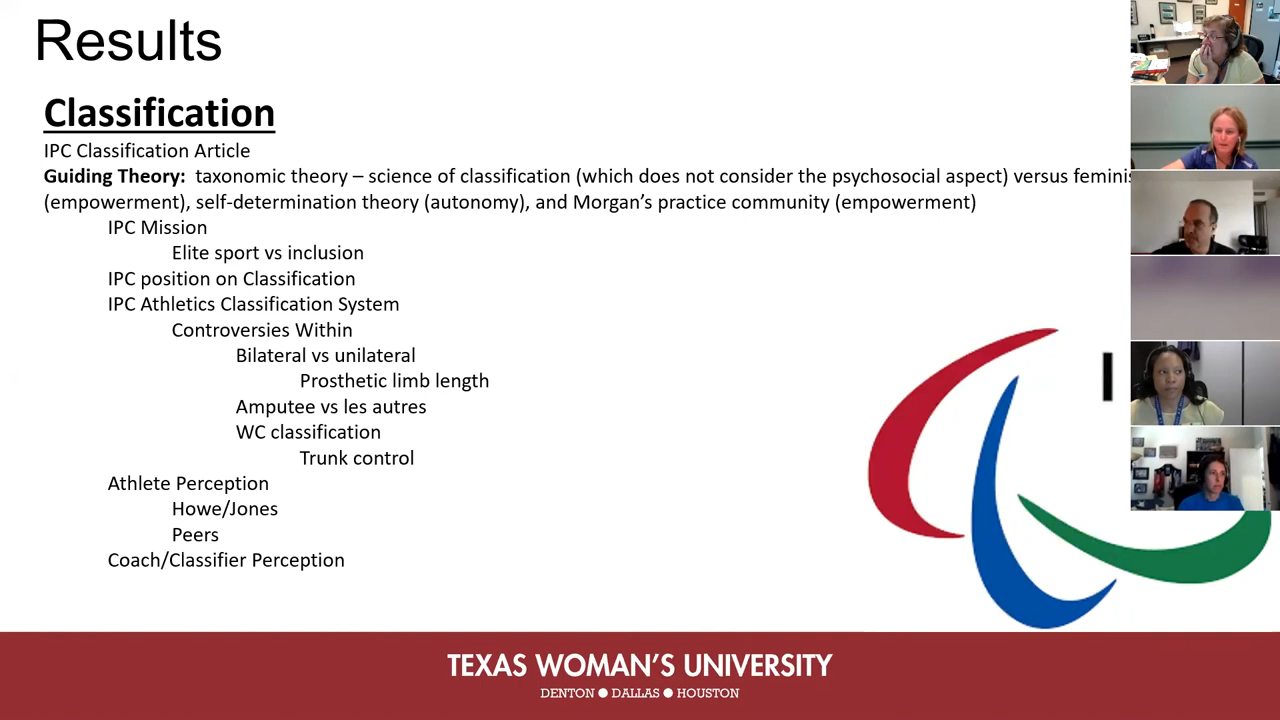 Results
Classification
IPC Classification Article
Guiding Theory: taxonomic theory – science of classification (which does not consider the psychosocial aspect) versus
(empowerment), self-determination theory (autonomy), and Morgan’s practice community (empowerment)
IPC Mission
Elite sport vs inclusion
IPC position on Classification
IPC Athletics Classification System
Controversies Within
Bilateral vs unilateral
Prosthetic limb length
Amputee vs les autres
WC classification
Trunk control
Athlete Perception
Howe/Jones
Peers
Coach/Classifier Perception
TEXAS WOMAN’S UNIVERSITY
DENTON ● DALLAS ● HOUSTON